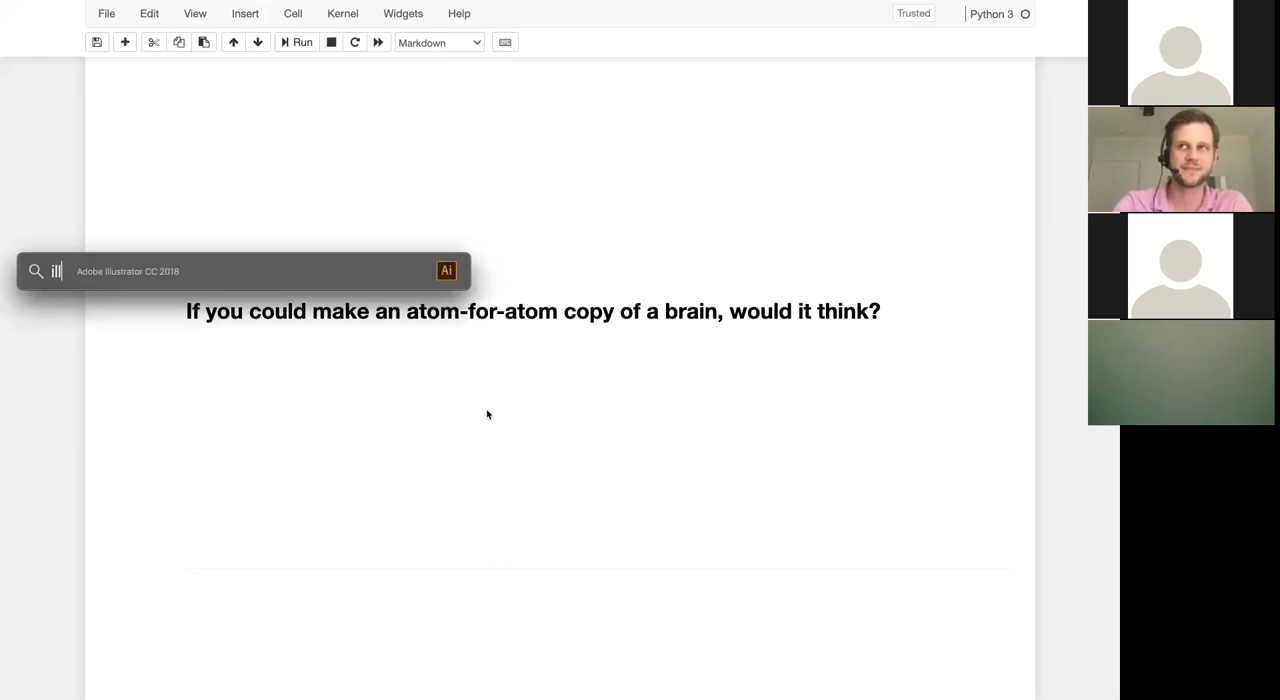 File Edit View Insert Cell Kernel Widgets Help Trusted Python 3
Run Markdown
ill Adobe Illustrator CC 2018 Ai
If you could make an atom-for-atom copy of a brain, would it think?